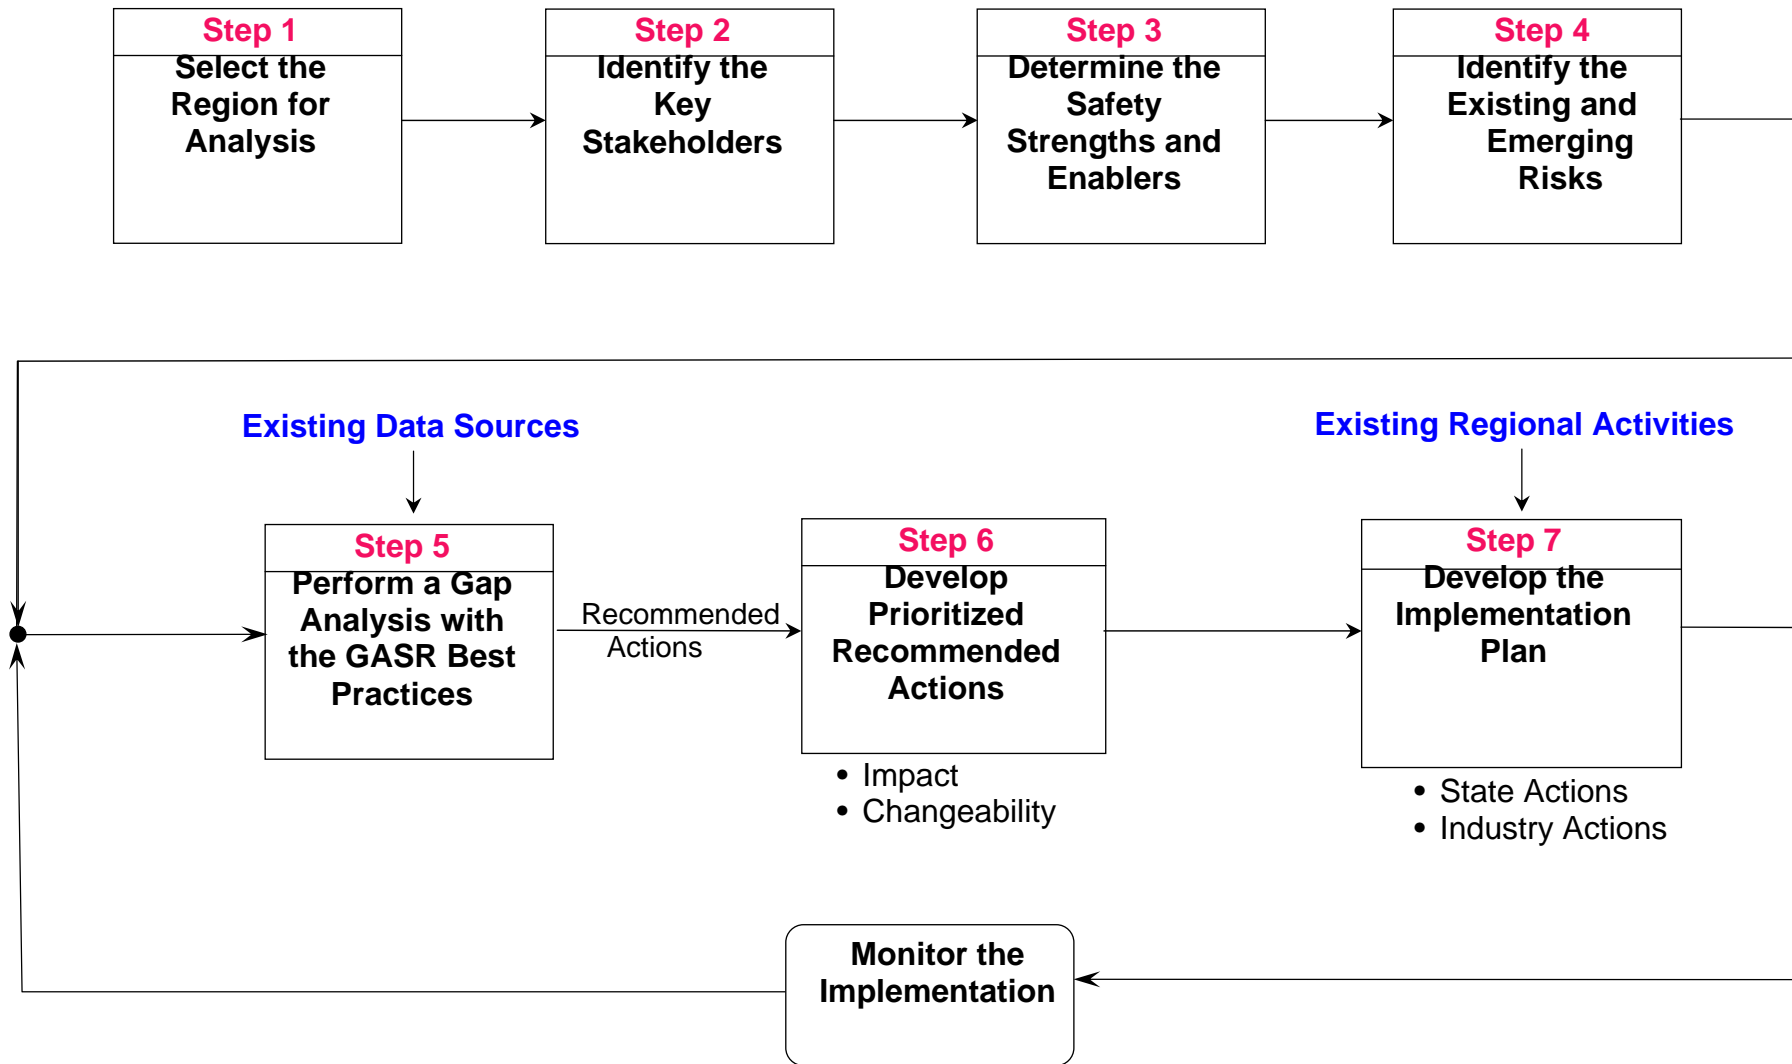 Step 1
Select the
Region for
Analysis
Step 2
Identify the
Key
Stakeholders
Step 3
Determine the
Safety
Strengths and
Enablers
Step 4
Identify the
Existing and
Emerging
Risks
Existing Data Sources
Existing Regional Activities
Step 5
Perform a Gap
Analysis with
the GASR Best
Practices
Recommended
Actions
Step 6
Develop
Prioritized
Recommended
Actions
• Impact
• Changeability
Step 7
Develop the
Implementation
Plan
• State Actions
• Industry Actions
Monitor the
Implementation